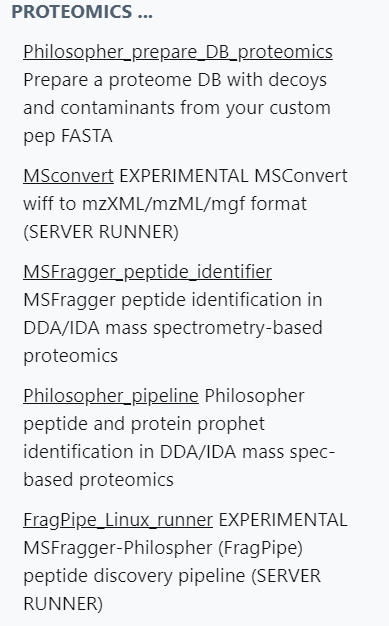 PROTEOMICS ...
Philosopher_prepare_DB_proteomics
Prepare a proteome DB with decoys
and contaminants from your custom
pep FASTA
MSconvert EXPERIMENTAL MSConvert
wiff to mzXML/mzML/mgf format
(SERVER RUNNER)
MSFragger_peptide_identifier
MSFragger peptide identification in
DDA/IDA mass spectrometry-based
proteomics
Philosopher_pipeline Philosopher
peptide and protein prophet
identification in DDA/IDA mass spec-
based proteomics
FragPipe_Linux_runner EXPERIMENTAL
MSFragger-Philospher (FragPipe)
peptide discovery pipeline (SERVER
RUNNER)